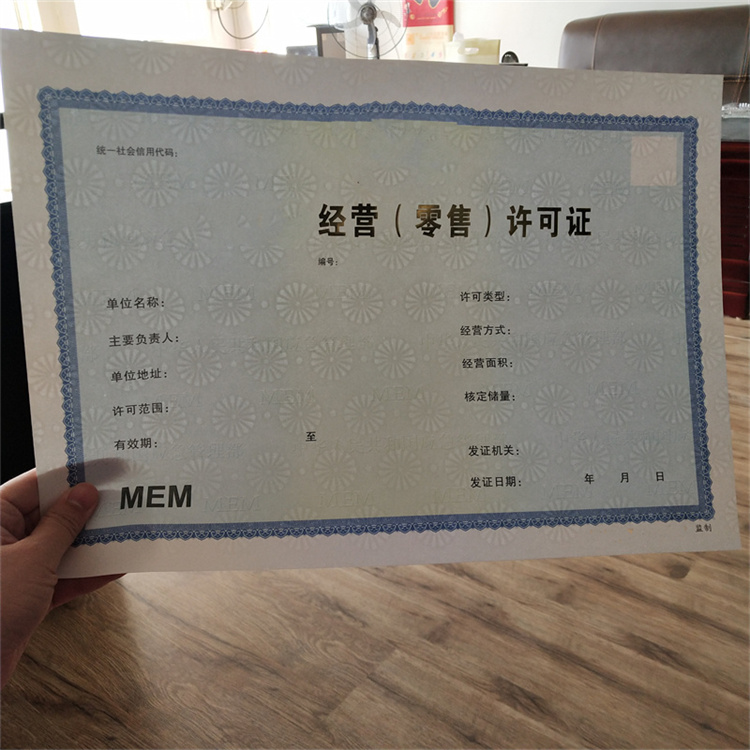 统一社会信用代码：
经营（零售）许可证
编号：
单位名称：
主要负责人：
单位地址：
许可范围：
有效期：
至
许可类型：
经营方式：
经营面积：
核定储量：
发证机关：
发证日期：
年 月 日
MEM
监制